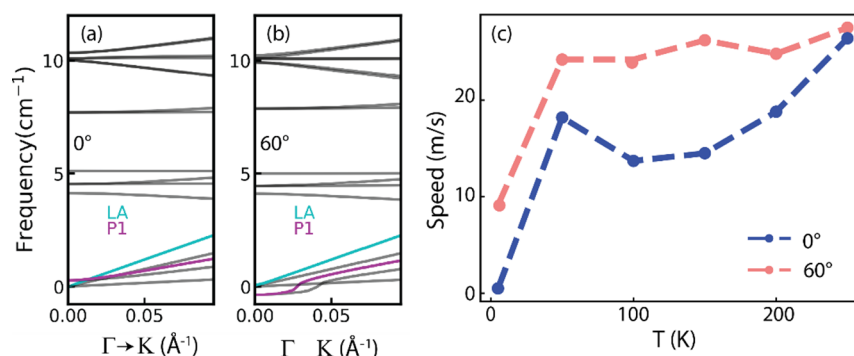 (a)
(b)
(c)
Frequency(cm⁻¹)
10
5
0
0°
LA
P1
0.00
0.05
Γ→K (Å⁻¹)
10
5
0
60°
LA
P1
0.00
0.05
Γ K (Å⁻¹)
Speed (m/s)
20
10
0
0
100
200
T (K)
0°
60°